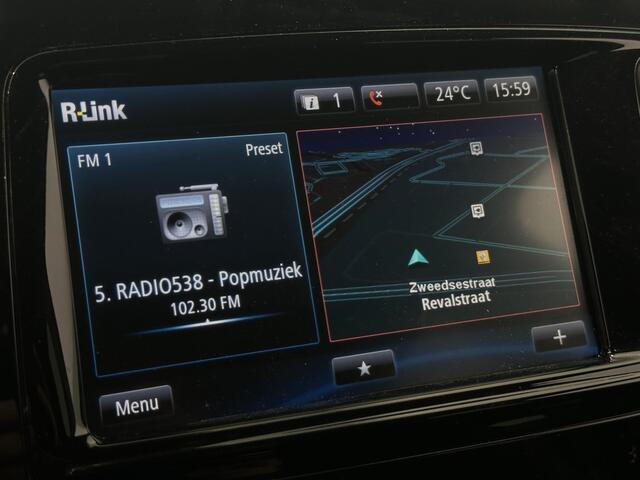 R-Link
1
24°C
15:59
FM 1
Preset
5. RADIO538 - Popmuziek
102.30 FM
Zweedsestraat
Revalstraat
Menu